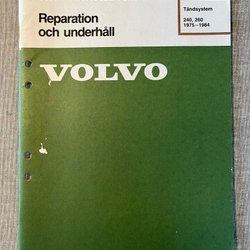 Reparation
och underhåll
Tändsystem
240, 260
1975–1984
VOLVO